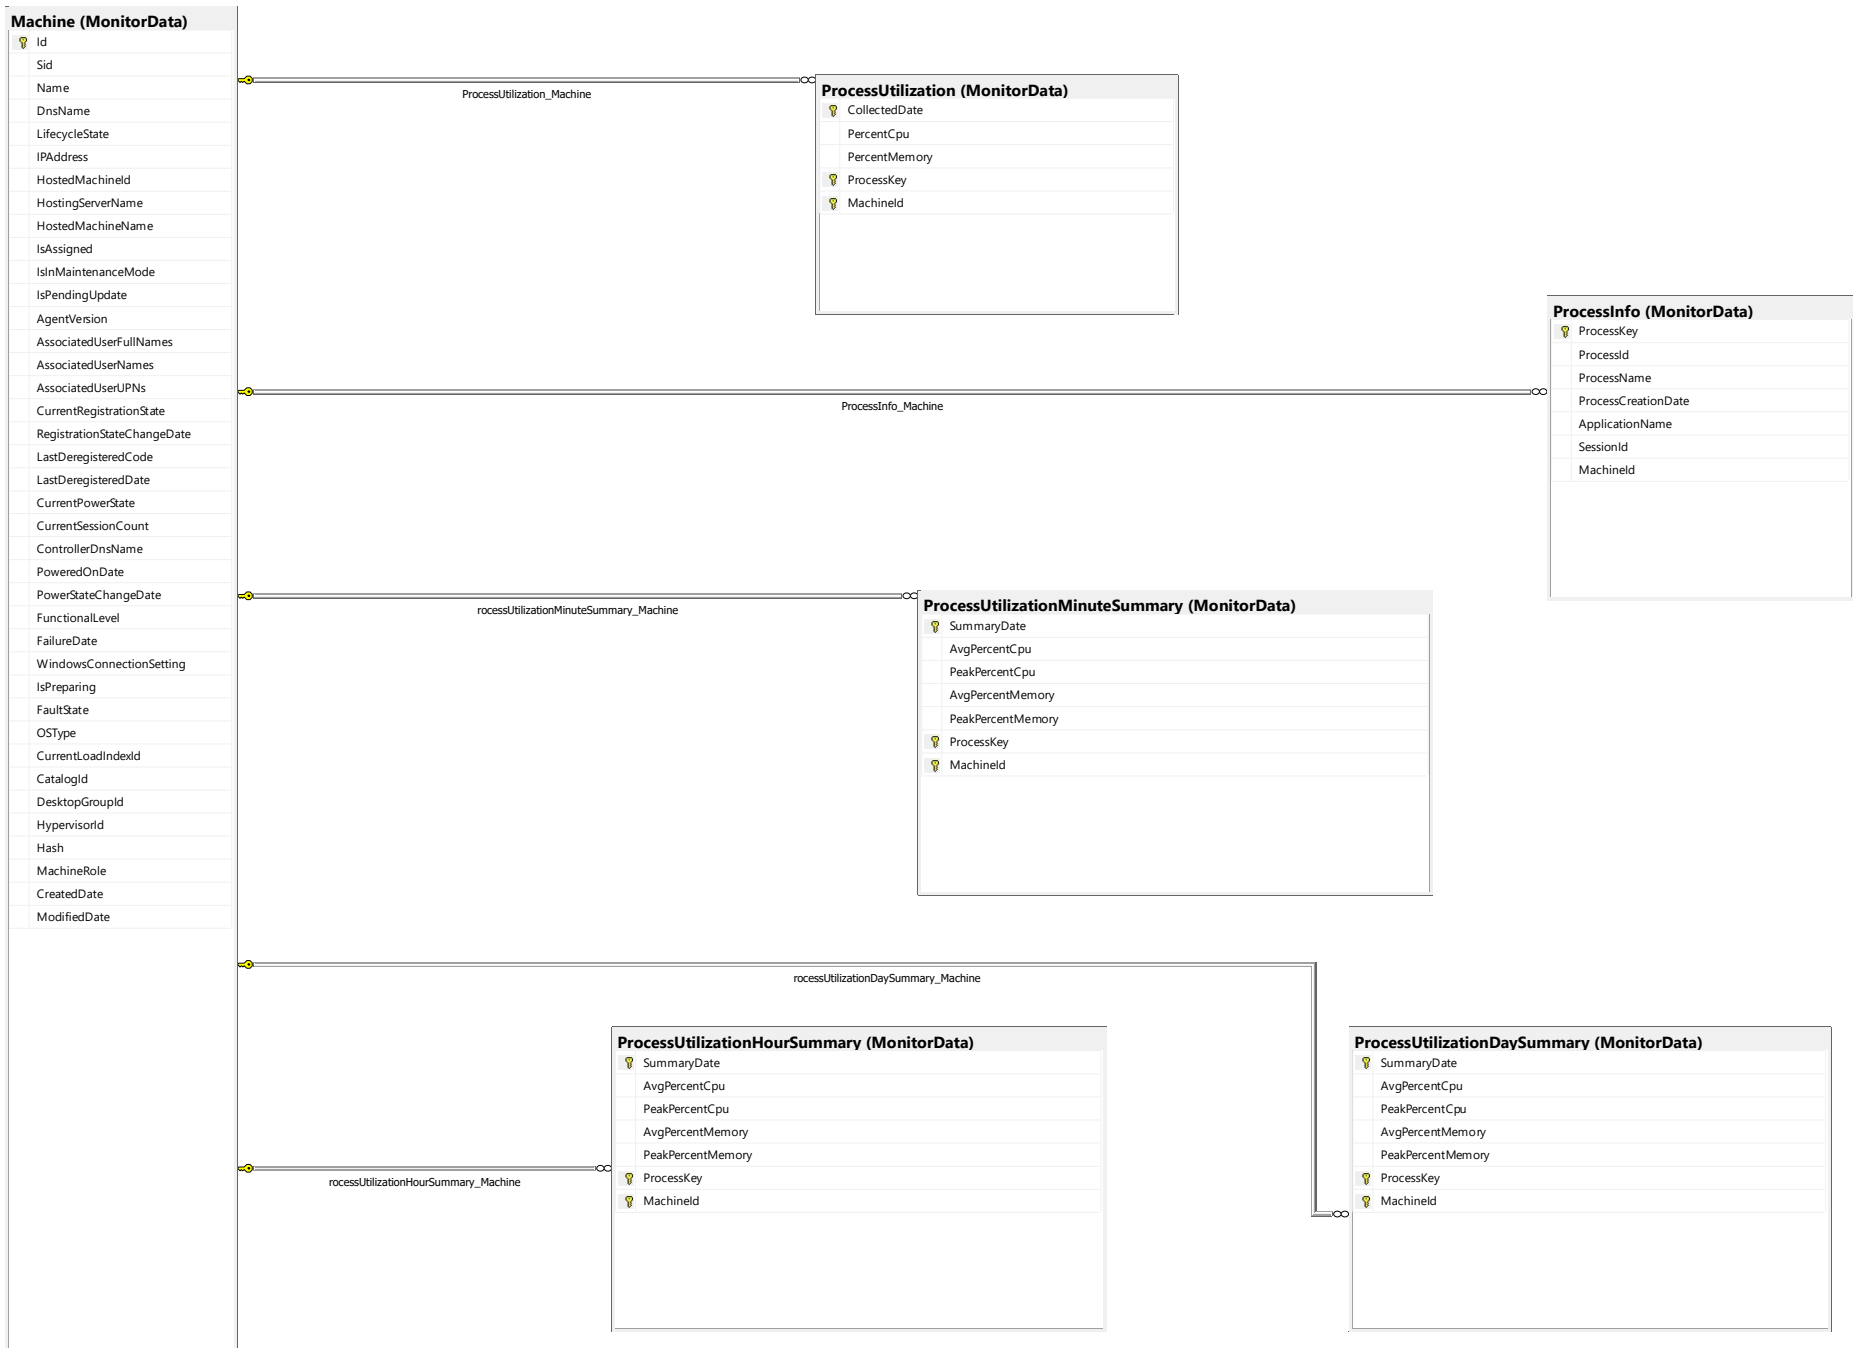 Machine (MonitorData)
Id
Sid
Name
DnsName
LifecycleState
IPAddress
HostedMachineId
HostingServerName
HostedMachineName
IsAssigned
IsInMaintenanceMode
IsPendingUpdate
AgentVersion
AssociatedUserFullNames
AssociatedUserNames
AssociatedUserUPNs
CurrentRegistrationState
RegistrationStateChangeDate
LastDeregisteredCode
LastDeregisteredDate
CurrentPowerState
CurrentSessionCount
ControllerDnsName
PoweredOnDate
PowerStateChangeDate
FunctionalLevel
FailureDate
WindowsConnectionSetting
IsPreparing
FaultState
OSType
CurrentLoadIndexId
CatalogId
DesktopGroupId
HypervisorId
Hash
MachineRole
CreatedDate
ModifiedDate
ProcessUtilization_Machine
ProcessUtilization (MonitorData)
CollectedDate
PercentCpu
PercentMemory
ProcessKey
MachineId
ProcessInfo_Machine
ProcessInfo (MonitorData)
ProcessKey
ProcessId
ProcessName
ProcessCreationDate
ApplicationName
SessionId
MachineId
rocessUtilizationMinuteSummary_Machine
ProcessUtilizationMinuteSummary (MonitorData)
SummaryDate
AvgPercentCpu
PeakPercentCpu
AvgPercentMemory
PeakPercentMemory
ProcessKey
MachineId
rocessUtilizationDaySummary_Machine
rocessUtilizationHourSummary_Machine
ProcessUtilizationHourSummary (MonitorData)
SummaryDate
AvgPercentCpu
PeakPercentCpu
AvgPercentMemory
PeakPercentMemory
ProcessKey
MachineId
ProcessUtilizationDaySummary (MonitorData)
SummaryDate
AvgPercentCpu
PeakPercentCpu
AvgPercentMemory
PeakPercentMemory
ProcessKey
MachineId